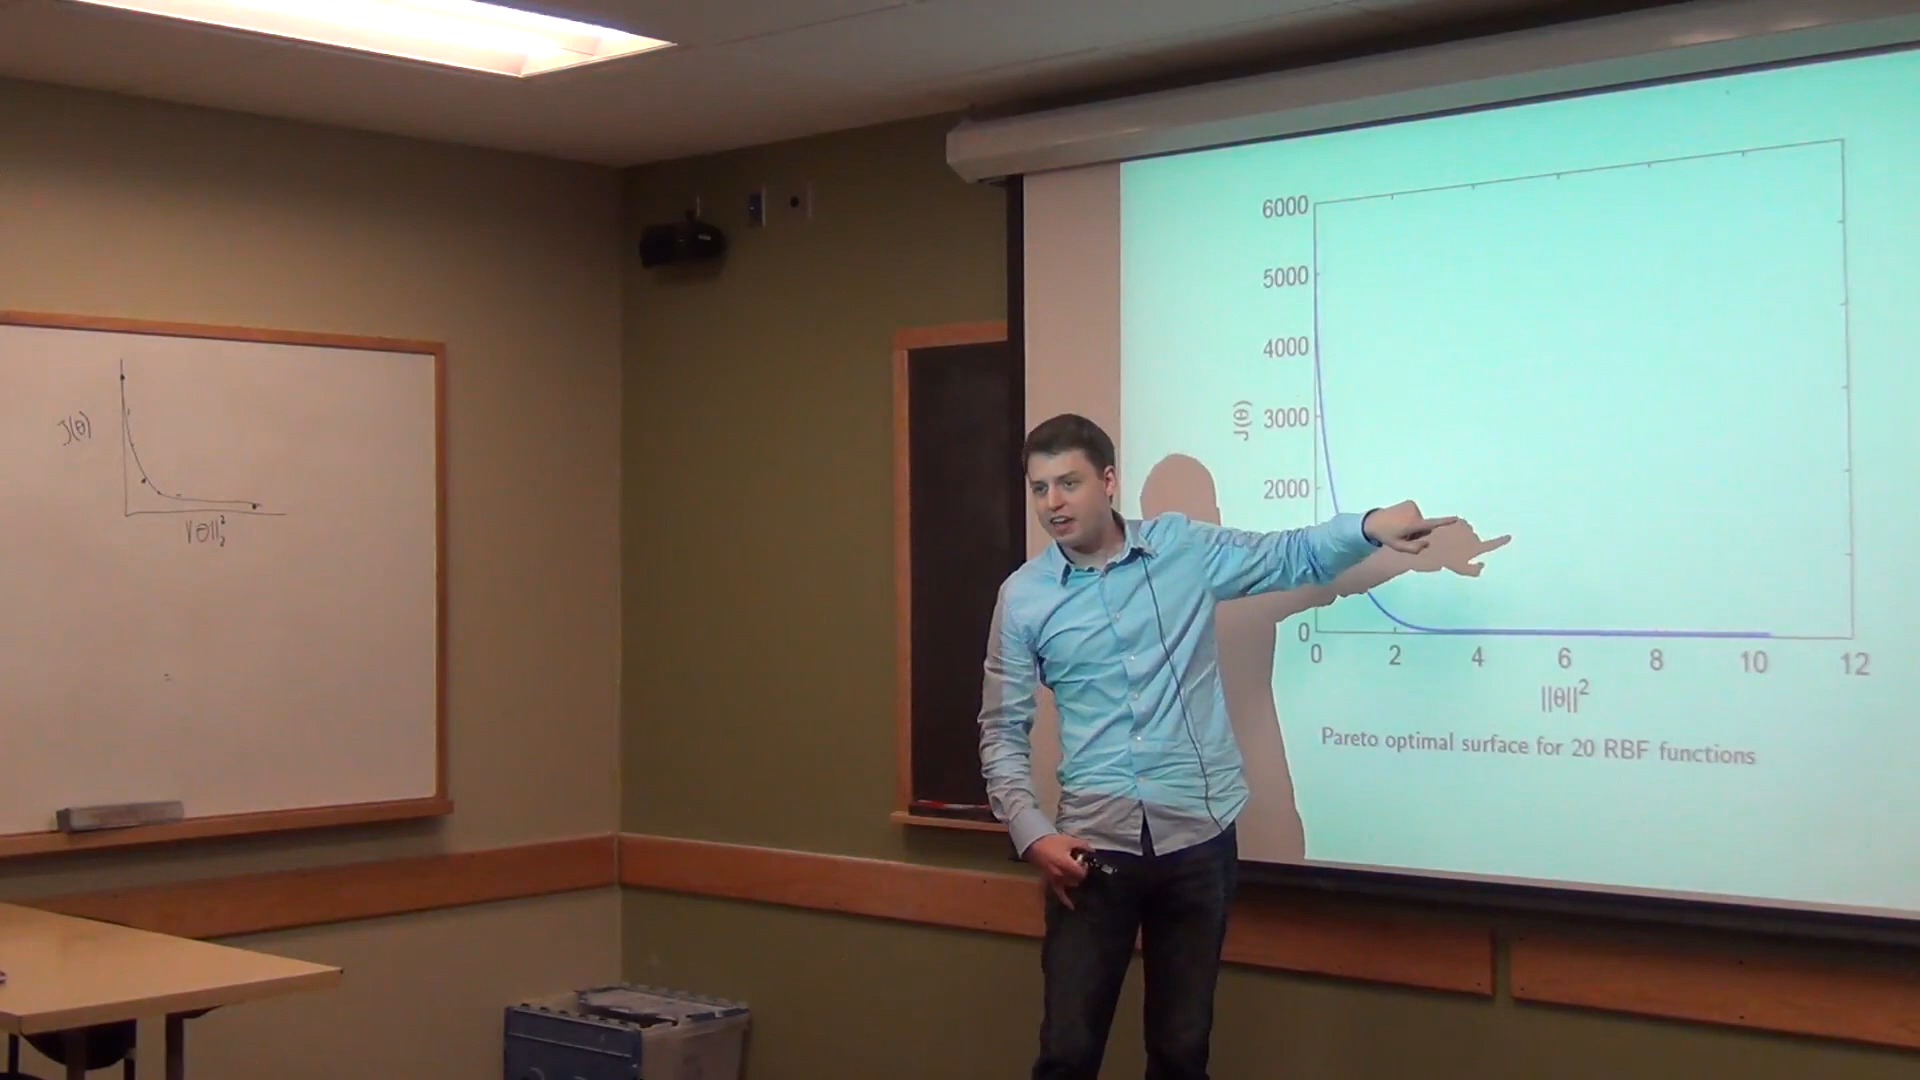 J(θ)
‖θ‖₂²
6000
5000
4000
3000
2000
0
J(θ)
0 2 4 6 8 10 12
||θ||²
Pareto optimal surface for 20 RBF functions